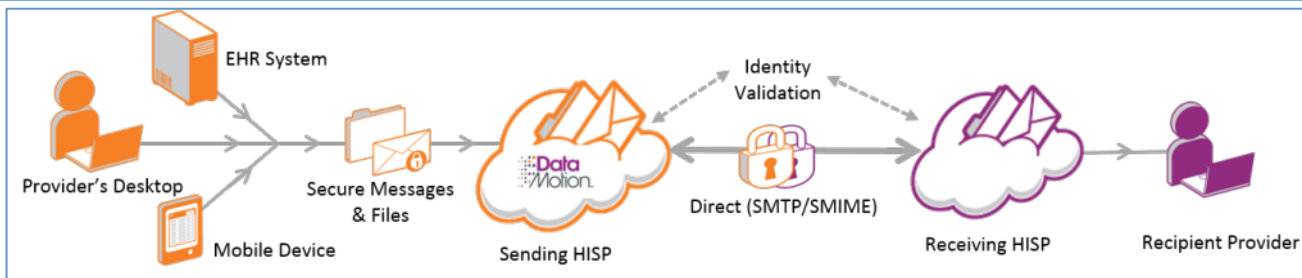 EHR System
Provider's Desktop
Mobile Device
Secure Messages
& Files
Data
Motion
Sending HISP
Identity
Validation
Direct (SMTP/SMIME)
Receiving HISP
Recipient Provider